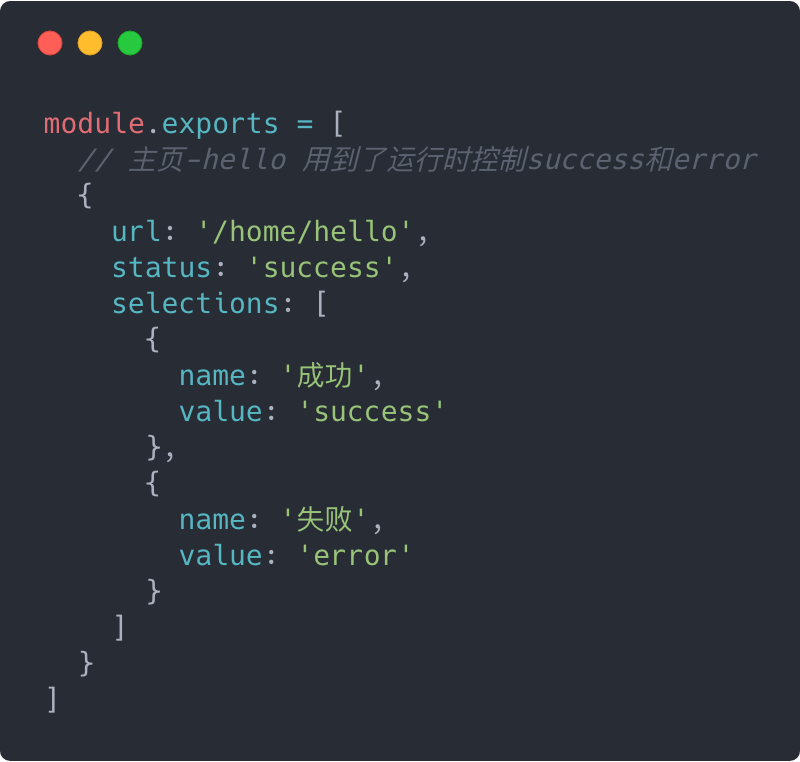 module.exports = [
  // 主页-hello 用到了运行时控制success和error
  {
    url: '/home/hello',
    status: 'success',
    selections: [
      {
        name: '成功',
        value: 'success'
      },
      {
        name: '失败',
        value: 'error'
      }
    ]
  }
]